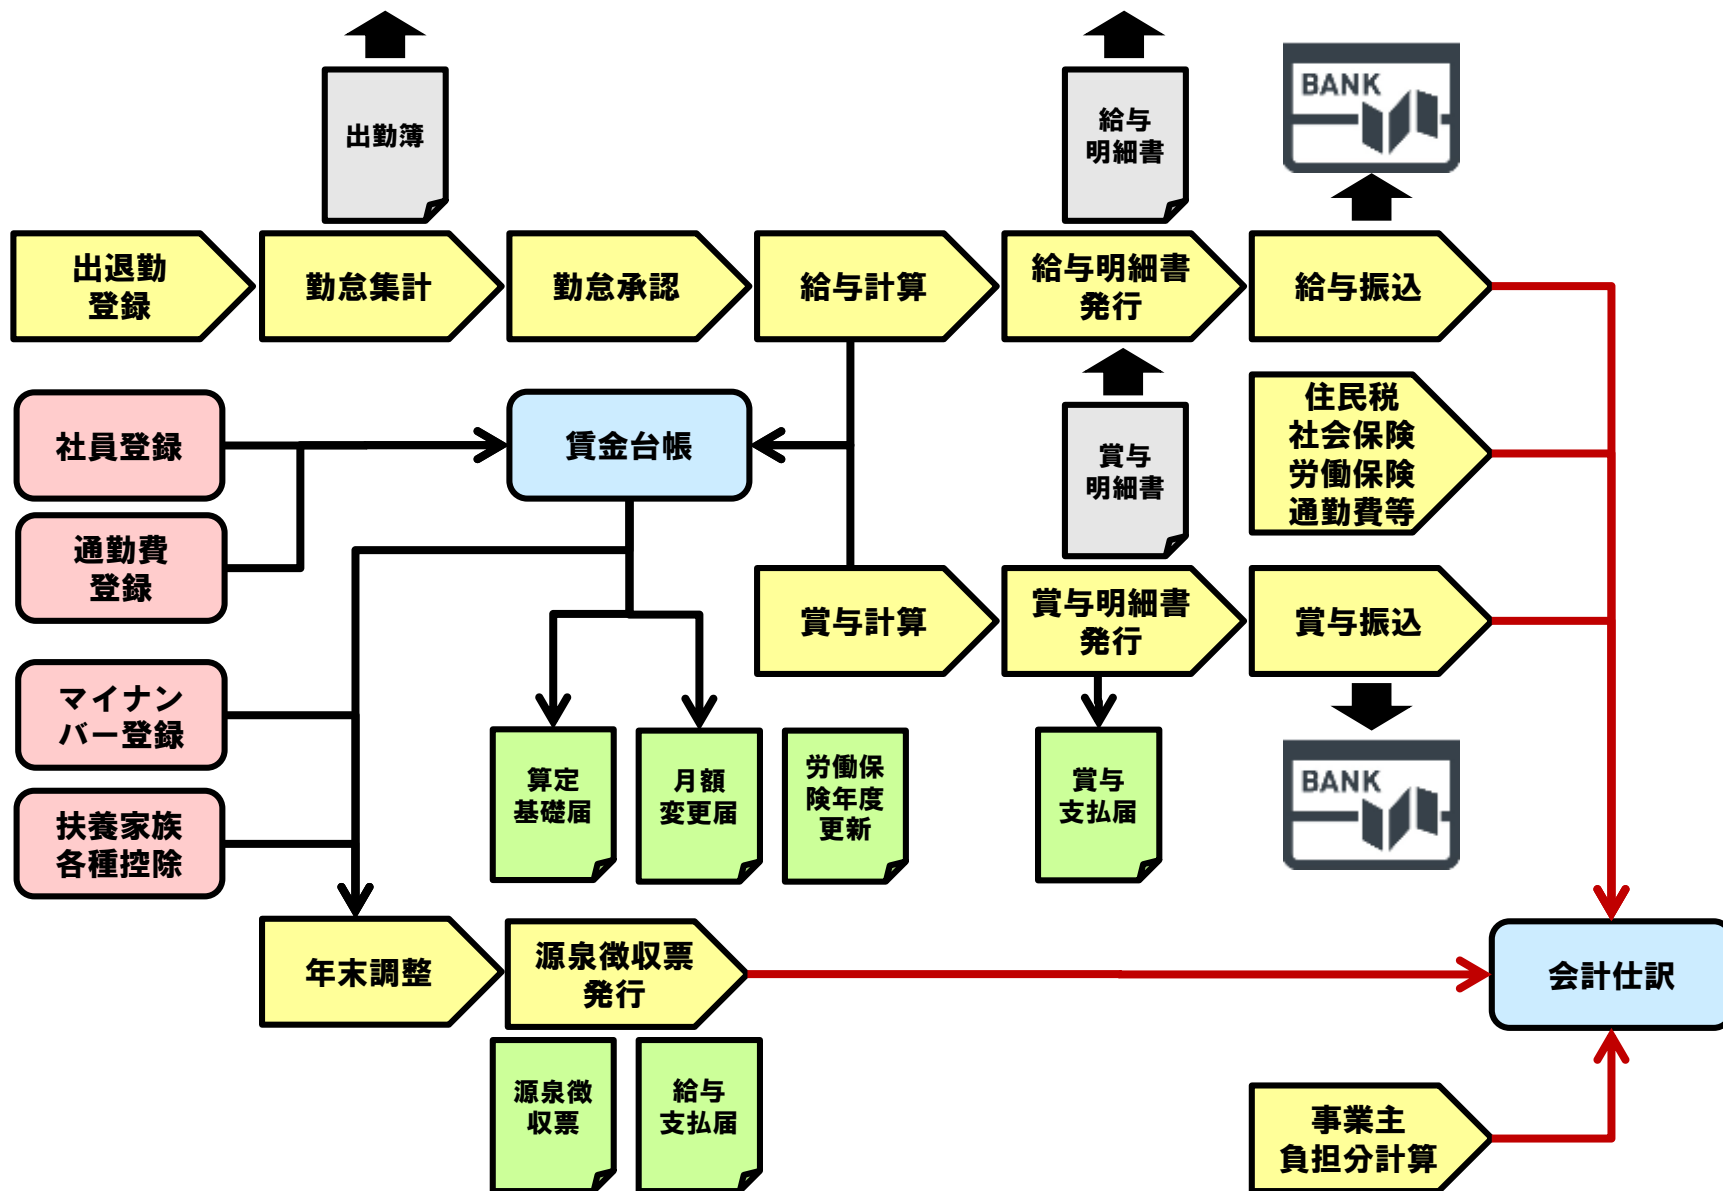 出勤簿
給与
明細書
BANK
出退勤
登録
勤怠集計
勤怠承認
給与計算
給与明細書
発行
給与振込
社員登録
賃金台帳
賞与
明細書
住民税
社会保険
労働保険
通勤費等
通勤費
登録
賞与計算
賞与明細書
発行
賞与振込
マイナン
バー登録
算定
基礎届
月額
変更届
労働保
険年度
更新
賞与
支払届
BANK
扶養家族
各種控除
年末調整
源泉徴収票
発行
会計仕訳
源泉徴
収票
給与
支払届
事業主
負担分計算